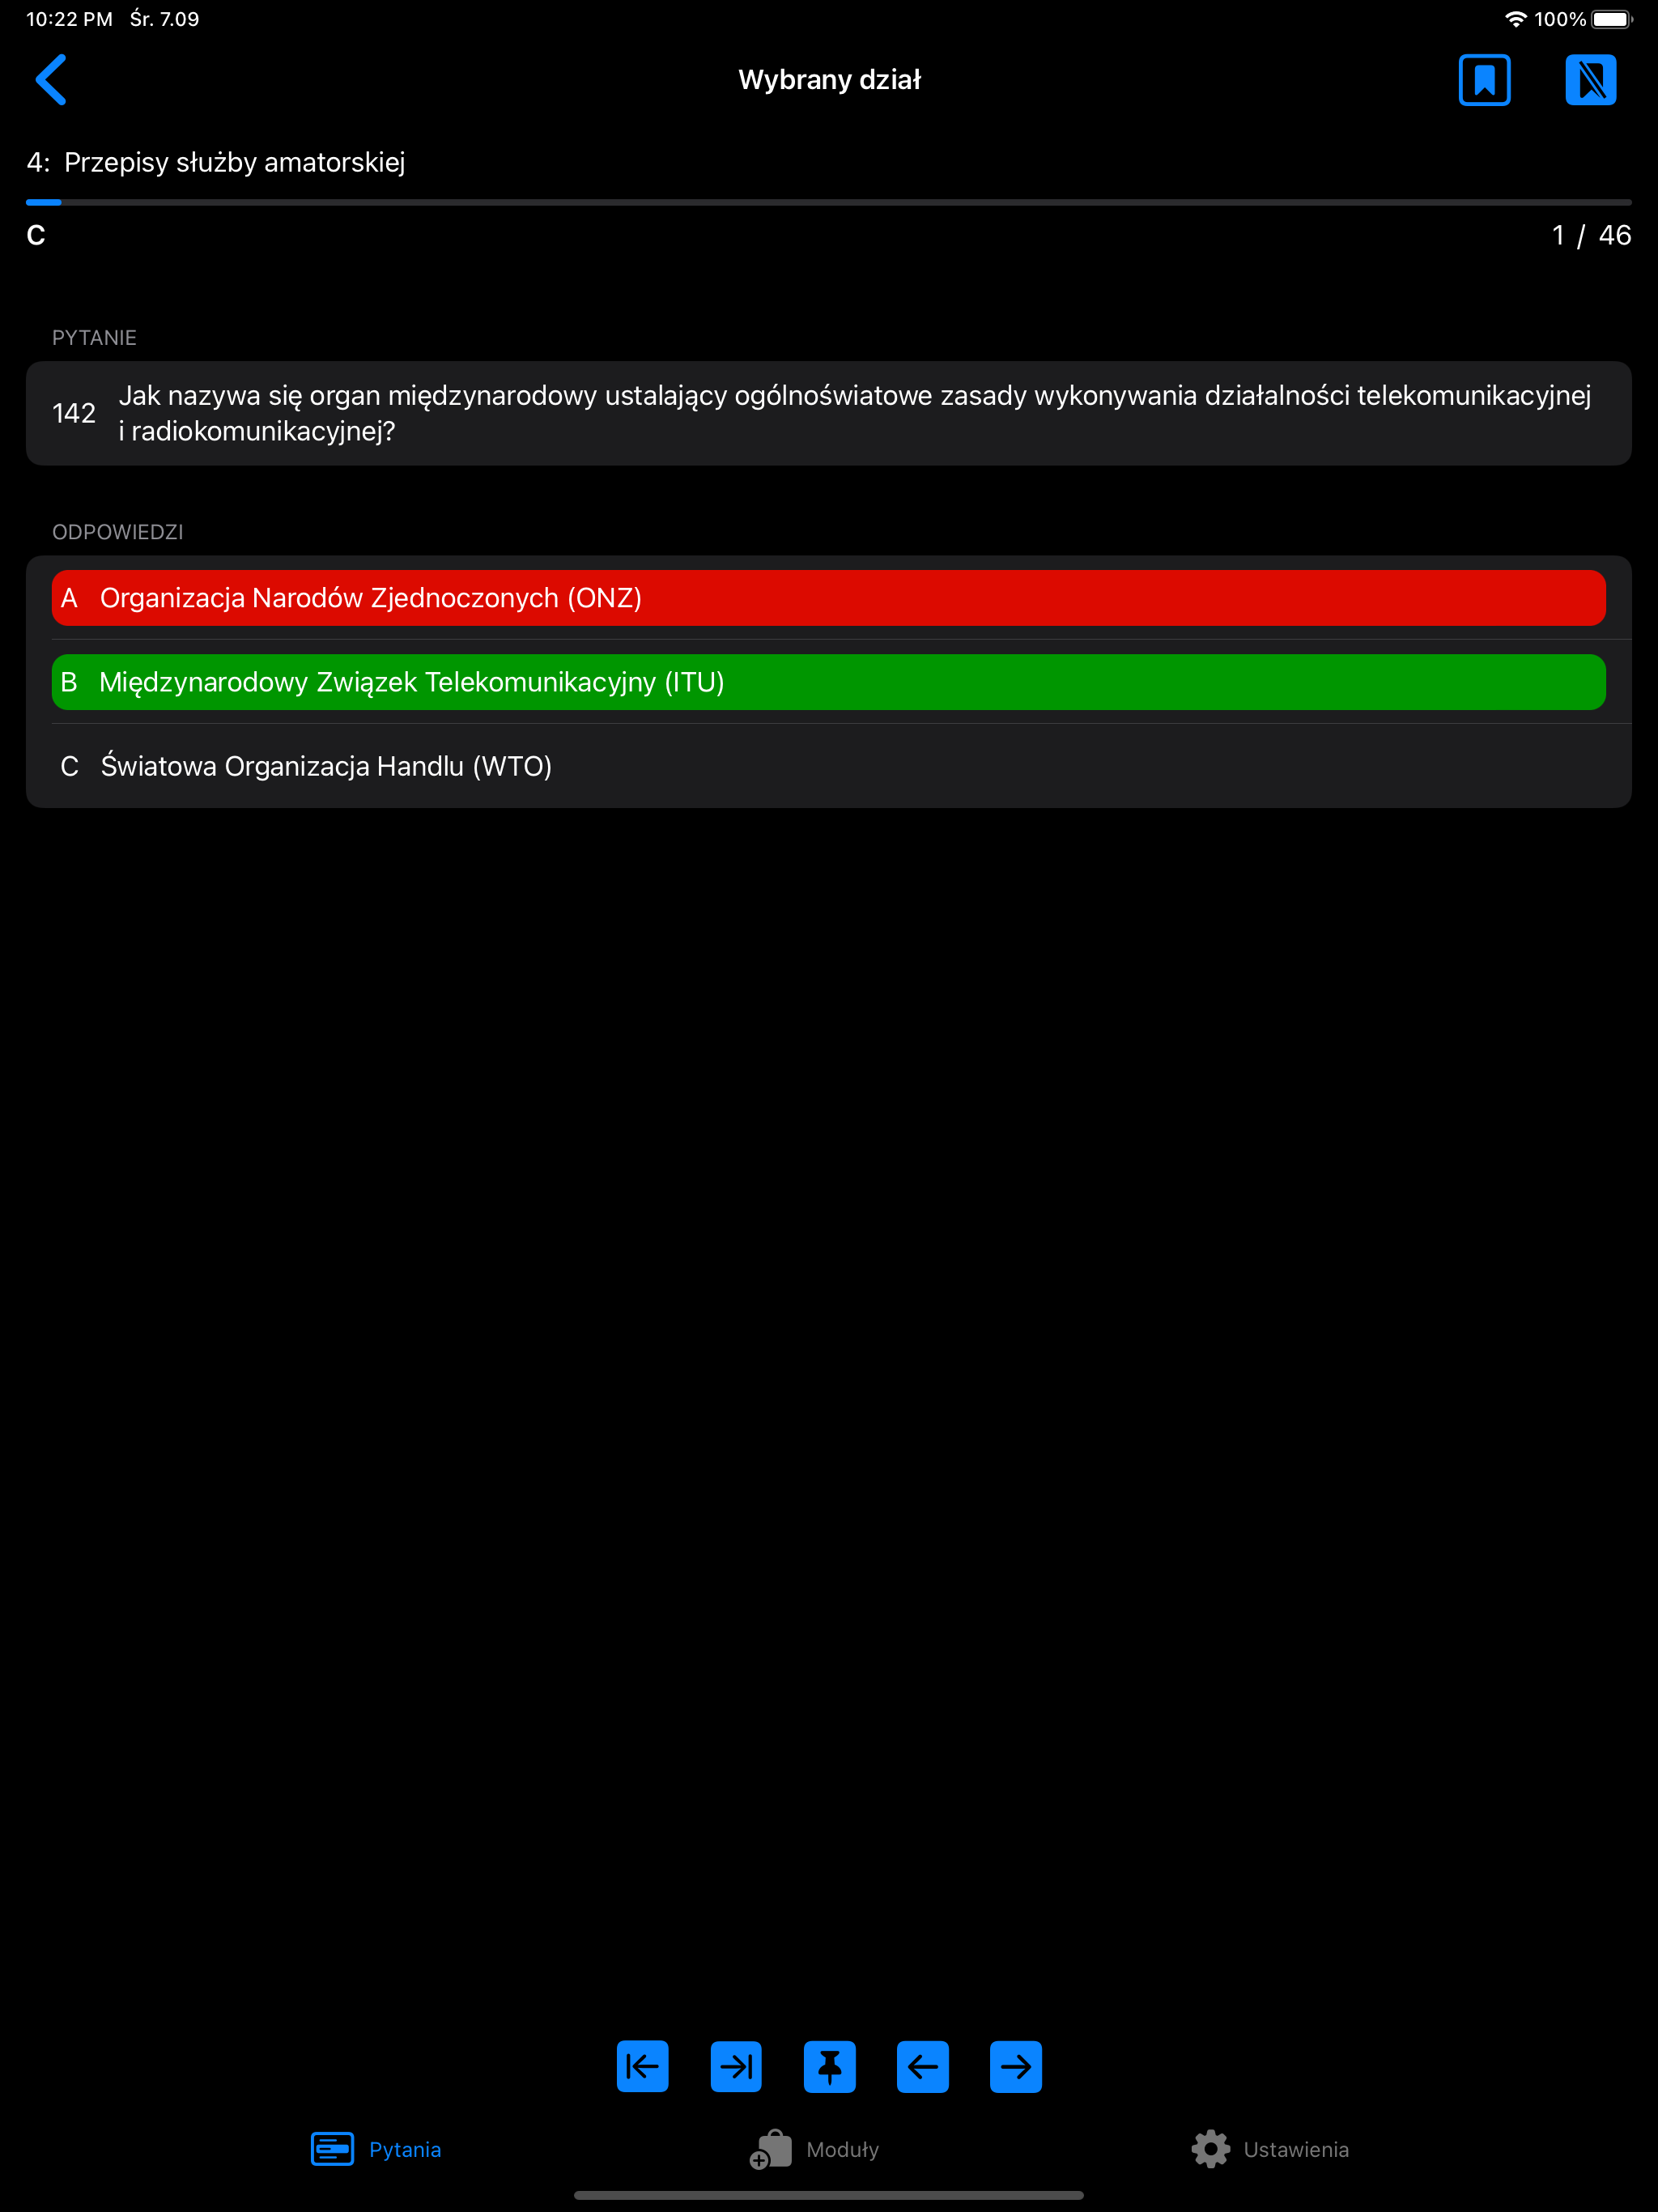 10:22 PM Śr. 7.09 100%
Wybrany dział
4: Przepisy służby amatorskiej
C 1 / 46
PYTANIE
142 Jak nazywa się organ międzynarodowy ustalający ogólnoświatowe zasady wykonywania działalności telekomunikacyjnej
i radiokomunikacyjnej?
ODPOWIEDZI
A Organizacja Narodów Zjednoczonych (ONZ)
B Międzynarodowy Związek Telekomunikacyjny (ITU)
C Światowa Organizacja Handlu (WTO)
Pytania Moduły Ustawienia